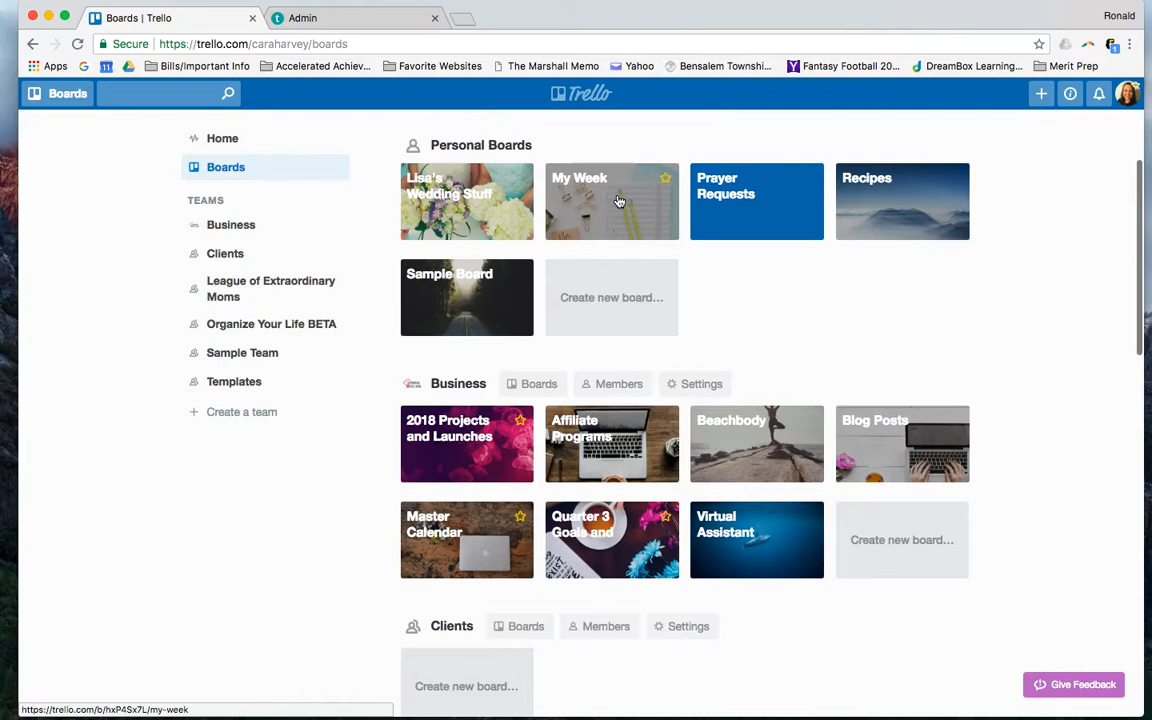 Boards | Trello
Admin
Ronald
Secure
https://trello.com/caraharvey/boards
Apps
Bills/Important Info
Accelerated Achiev...
Favorite Websites
The Marshall Memo
Yahoo
Bensalem Townshi...
Fantasy Football 20...
DreamBox Learning...
Merit Prep
Boards
Trello
Home
Boards
TEAMS
Business
Clients
League of Extraordinary
Moms
Organize Your Life BETA
Sample Team
Templates
Create a team
Personal Boards
Lisa's
Wedding Stuff
My Week
Prayer
Requests
Recipes
Sample Board
Create new board...
Business
Boards
Members
Settings
2018 Projects
and Launches
Affiliate
Programs
Beachbody
Blog Posts
Master
Calendar
Quarter 3
Goals and
Virtual
Assistant
Create new board...
Clients
Boards
Members
Settings
Create new board...
Give Feedback
https://trello.com/b/hxP4Sx7L/my-week